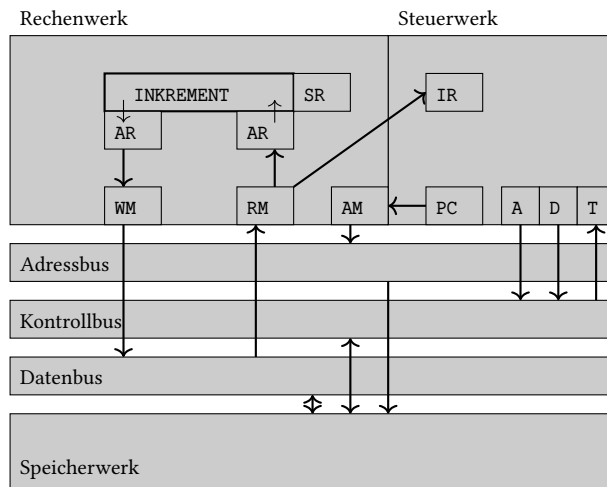 Rechenwerk Steuerwerk
INKREMENT SR IR
AR AR
WM RM AM PC A D T
Adressbus
Kontrollbus
Datenbus
Speicherwerk